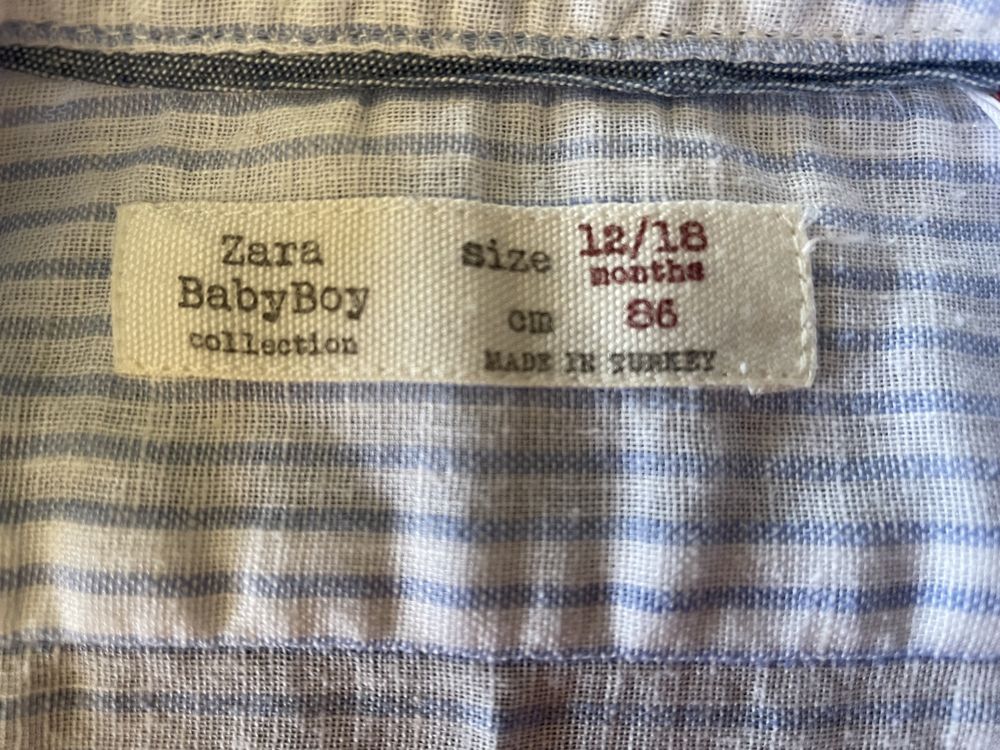 Zara
BabyBoy
collection
size 12/18
months
cm 86
MADE IN TURKEY